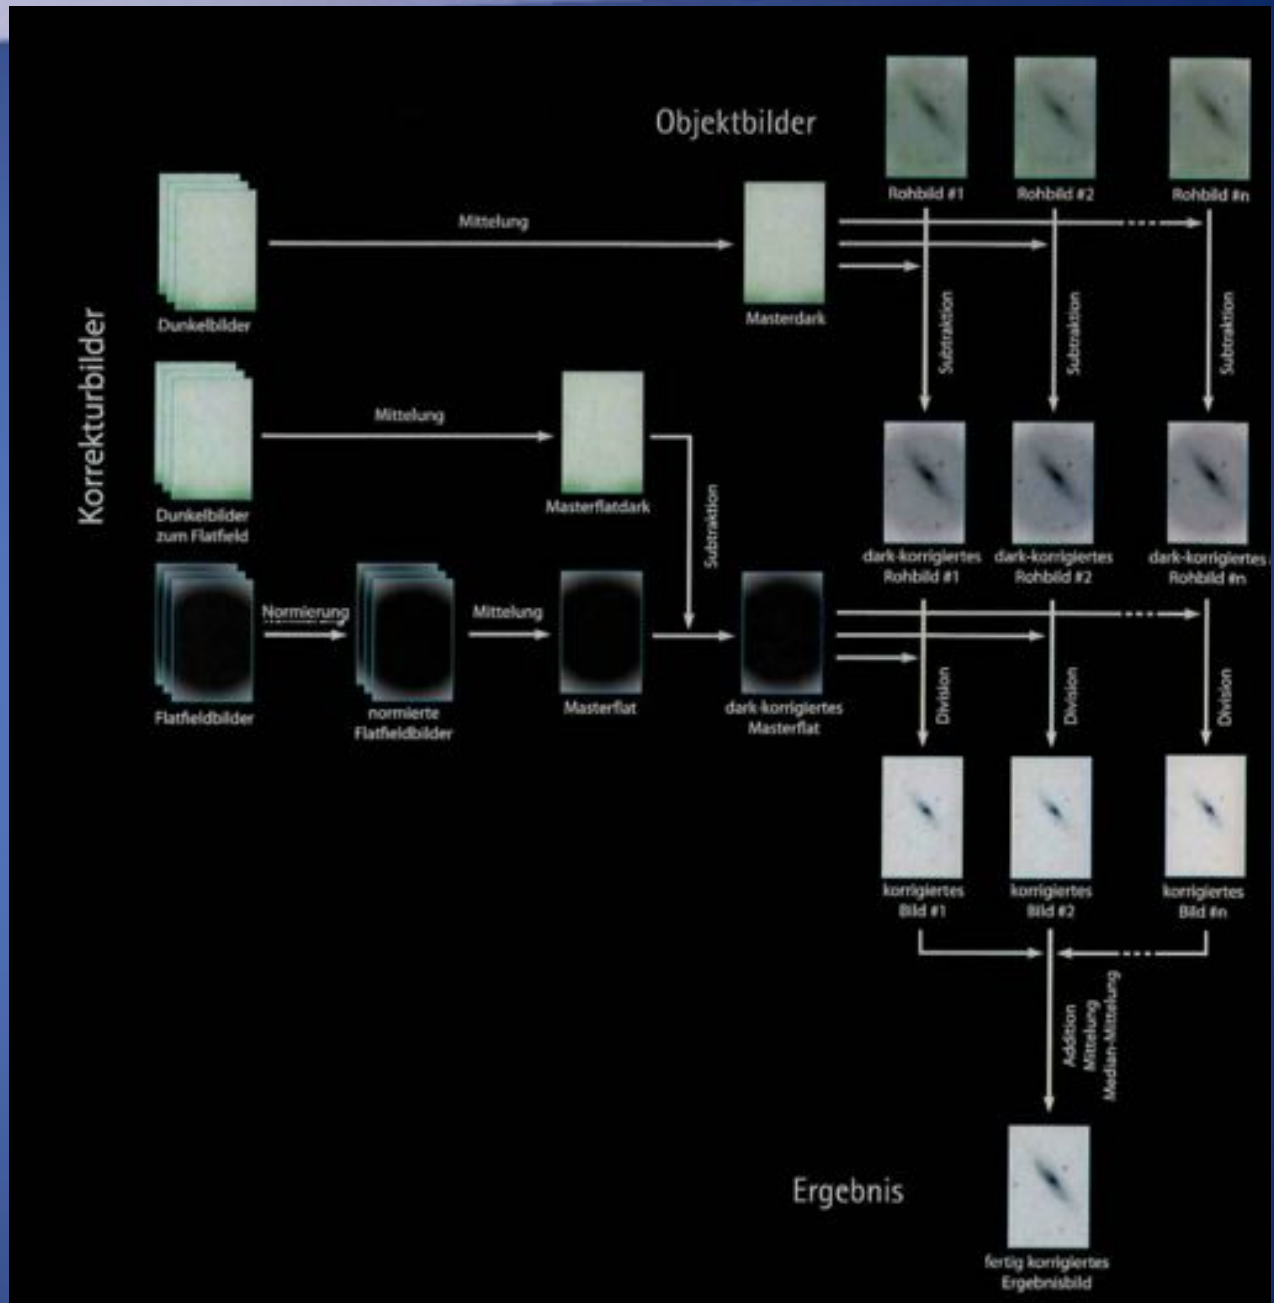 Objektbilder
Rohbild #1
Rohbild #2
Rohbild #n
Mittelung
Korrekturbilder
Dunkelbilder
Masterdark
Subtraktion
Subtraktion
Subtraktion
Mittelung
Dunkelbilder
zum Flatfield
Masterflatdark
Subtraktion
dark-korrigiertes
Rohbild #1
dark-korrigiertes
Rohbild #2
dark-korrigiertes
Rohbild #n
Normierung
Mittelung
Flatfieldbilder
normierte
Flatfieldbilder
Masterflat
dark-korrigiertes
Masterflat
Division
Division
Division
korrigiertes
Bild #1
korrigiertes
Bild #2
korrigiertes
Bild #n
Addition
Mittelung
Median-Mittelung
Ergebnis
fertig korrigiertes
Ergebnisbild